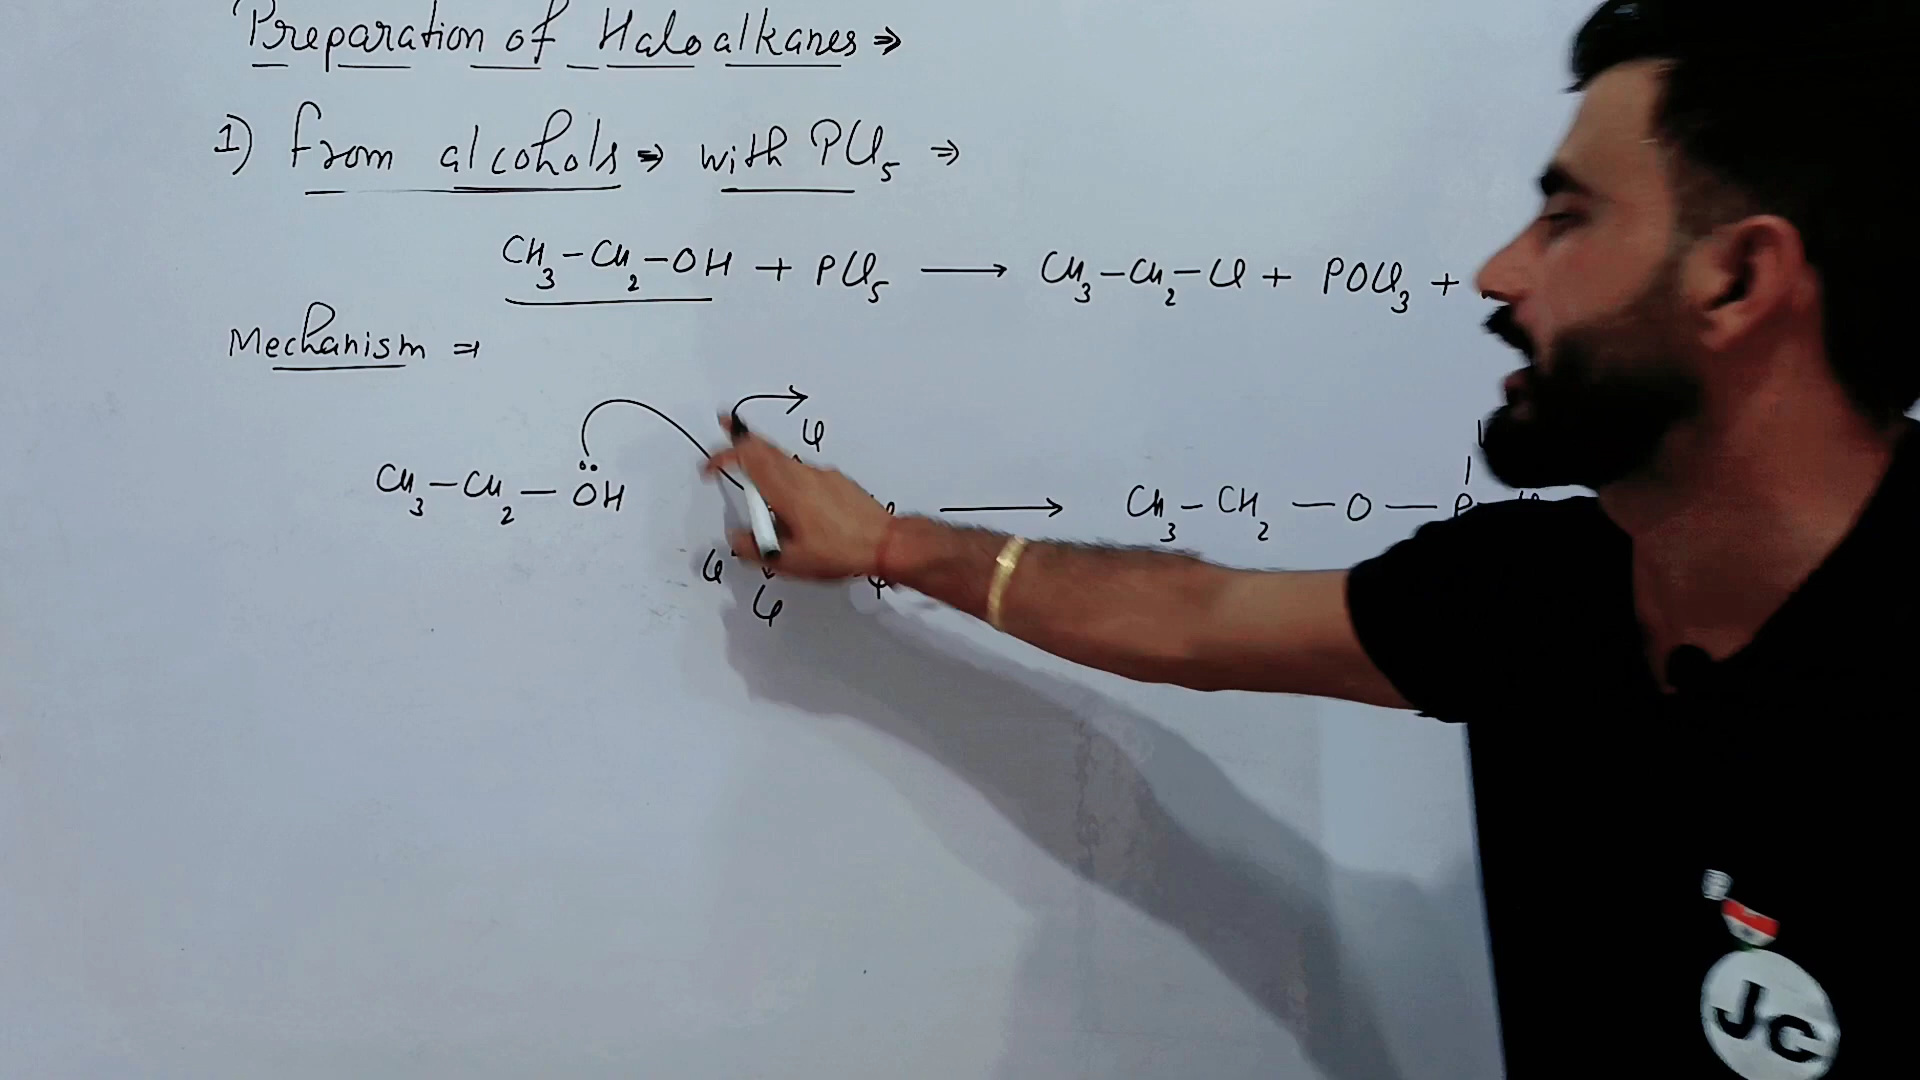 Preparation of Haloalkanes ⇒
1) from alcohols ⇒ with PCl₅ ⇒
CH₃-CH₂-OH + PCl₅ ⟶ CH₃-CH₂-Cl + POCl₃ +
Mechanism ⇒
Cl
CH₃-CH₂-ÖH ⟶ CH₃-CH₂-O-P
Cl Cl
Cl
JC